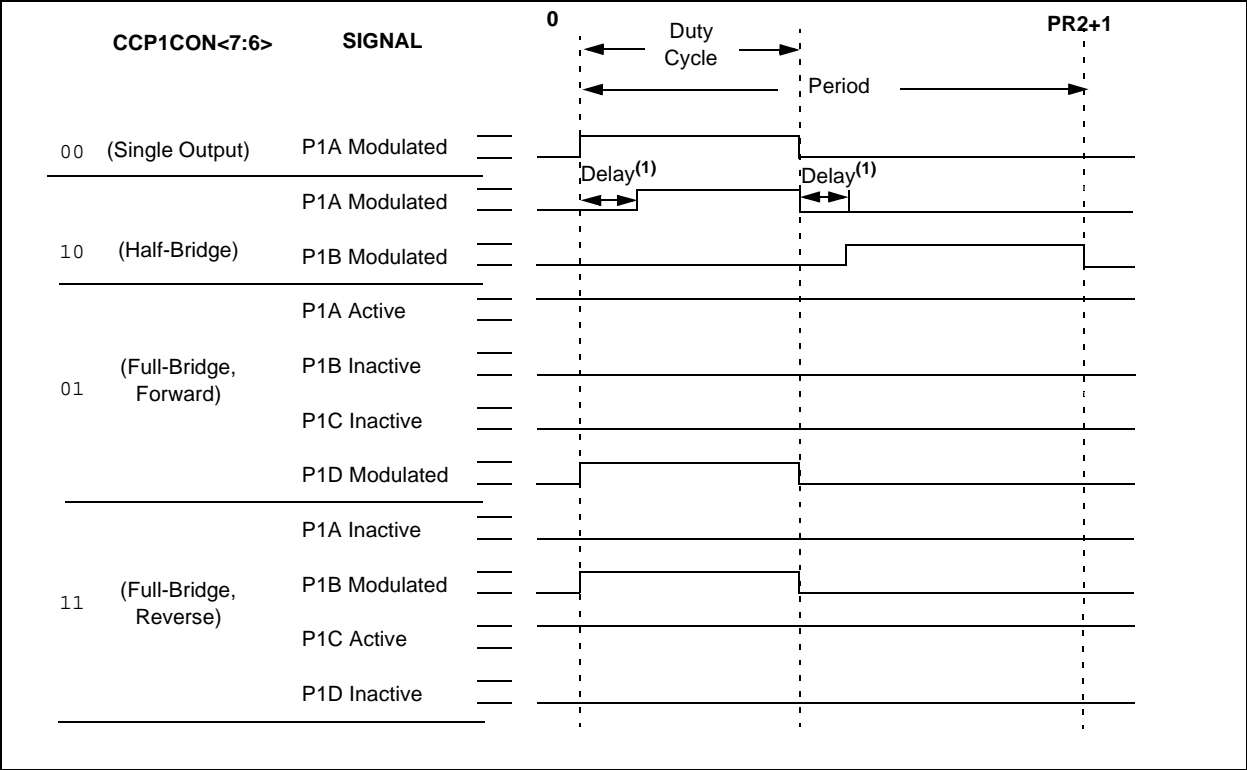 0
PR2+1
CCP1CON<7:6>
SIGNAL
Duty
Cycle
Period
00
(Single Output)
P1A Modulated
Delay(1)
Delay(1)
P1A Modulated
10
(Half-Bridge)
P1B Modulated
P1A Active
01
(Full-Bridge,
Forward)
P1B Inactive
P1C Inactive
P1D Modulated
P1A Inactive
11
(Full-Bridge,
Reverse)
P1B Modulated
P1C Active
P1D Inactive